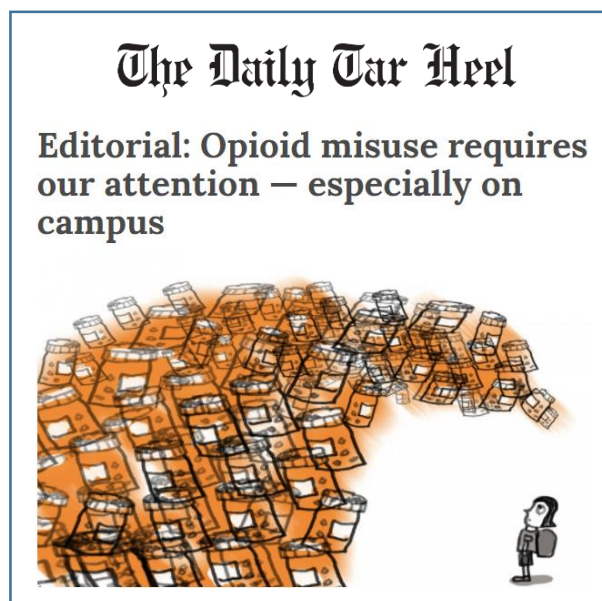 The Daily Tar Heel
Editorial: Opioid misuse requires
our attention — especially on
campus